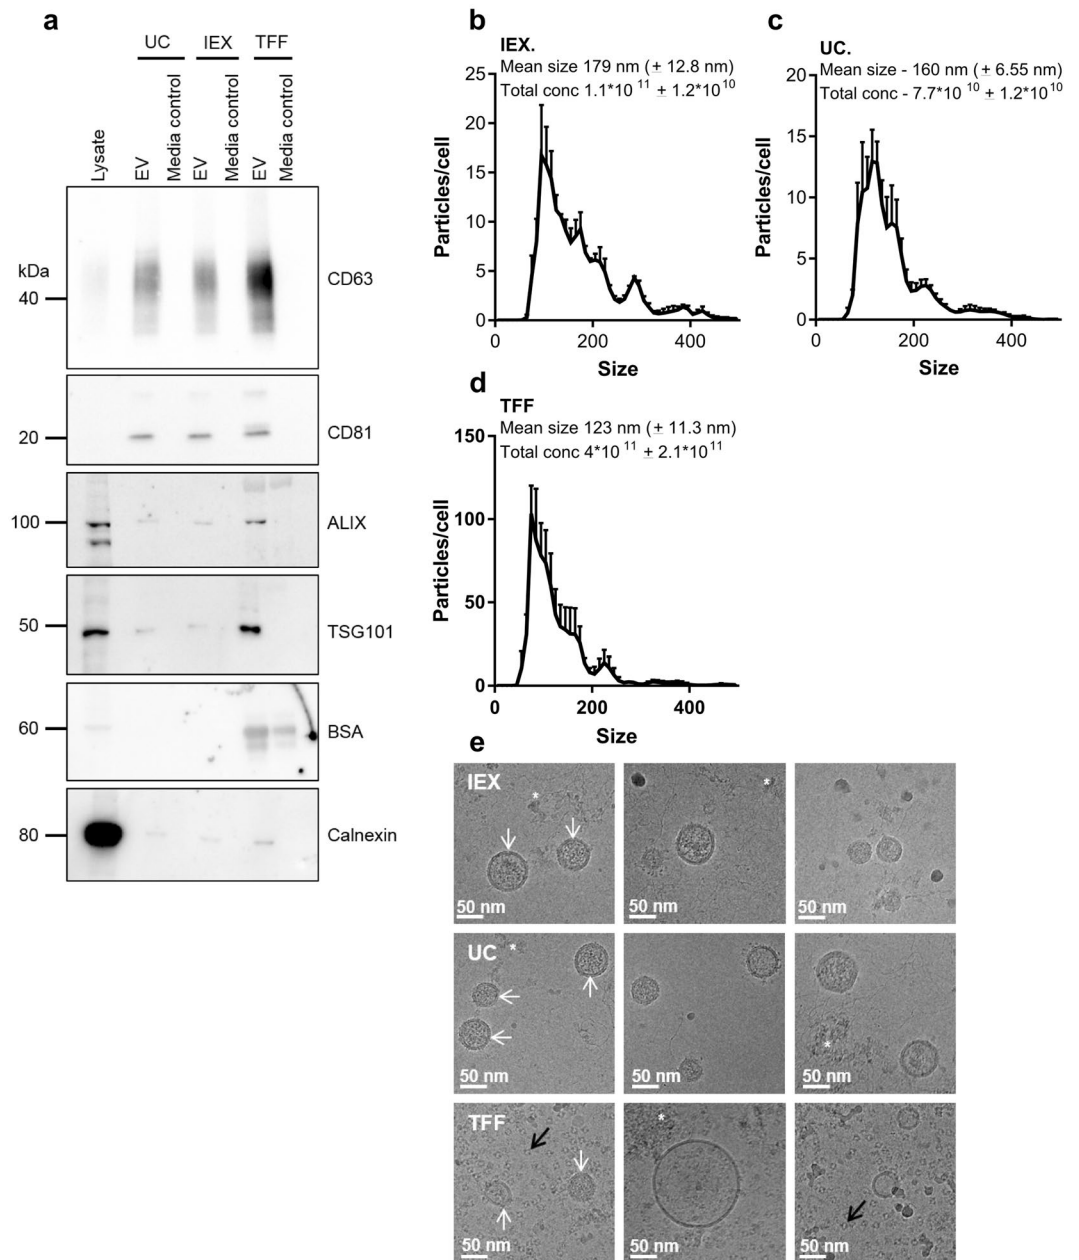 a
UC IEX TFF
Lysate
EV
Media control
EV
Media control
EV
Media control
kDa
40
CD63
20
CD81
100
ALIX
50
TSG101
60
BSA
80
Calnexin
b
IEX.
Mean size 179 nm (± 12.8 nm)
Total conc 1.1*10 11 ± 1.2*10 10
Particles/cell
25
20
15
10
5
0
0 200 400
Size
c
UC.
Mean size - 160 nm (± 6.55 nm)
Total conc - 7.7*10 10 ± 1.2*10 10
Particles/cell
20
15
10
5
0
0 200 400
Size
d
TFF
Mean size 123 nm (± 11.3 nm)
Total conc 4*10 11 ± 2.1*10 11
Particles/cell
150
100
50
0
0 200 400
Size
e
IEX
* *
50 nm 50 nm 50 nm
UC
* *
50 nm 50 nm 50 nm
TFF
*
50 nm 50 nm 50 nm